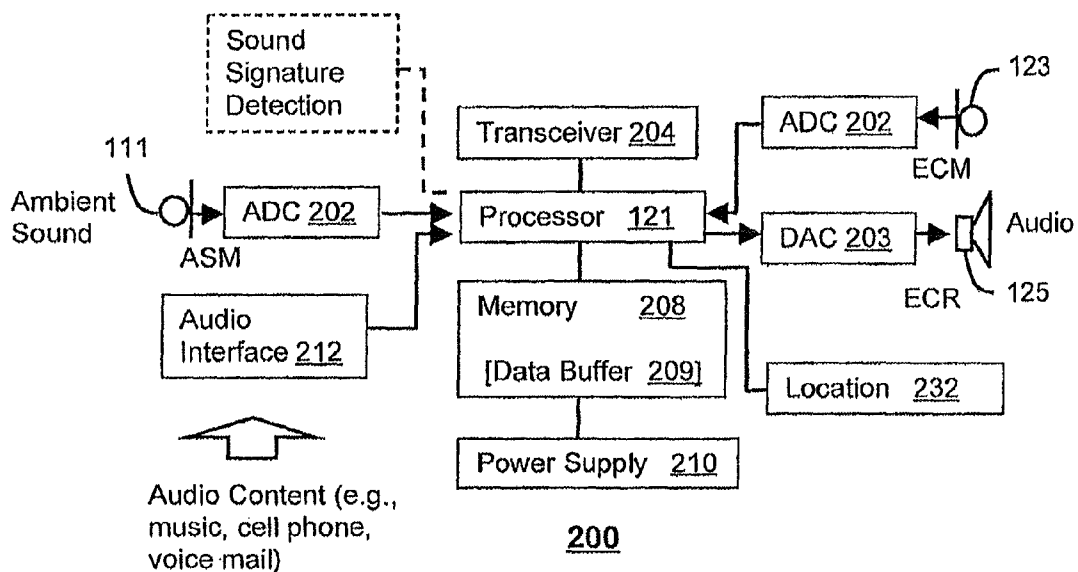 Sound
Signature
Detection
123
Transceiver 204
ADC 202
ECM
111
Ambient
Sound
ADC 202
ASM
Processor 121
DAC 203
Audio
ECR
125
Audio
Interface 212
Memory 208
[Data Buffer 209]
Location 232
Power Supply 210
Audio Content (e.g.,
music, cell phone,
voice mail)
200